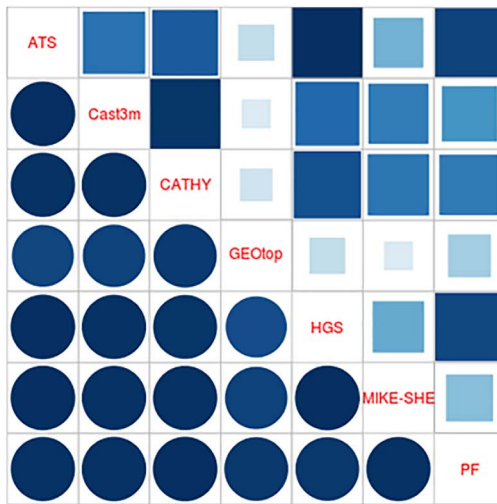 ATS
Cast3m
CATHY
GEOtop
HGS
MIKE-SHE
PF